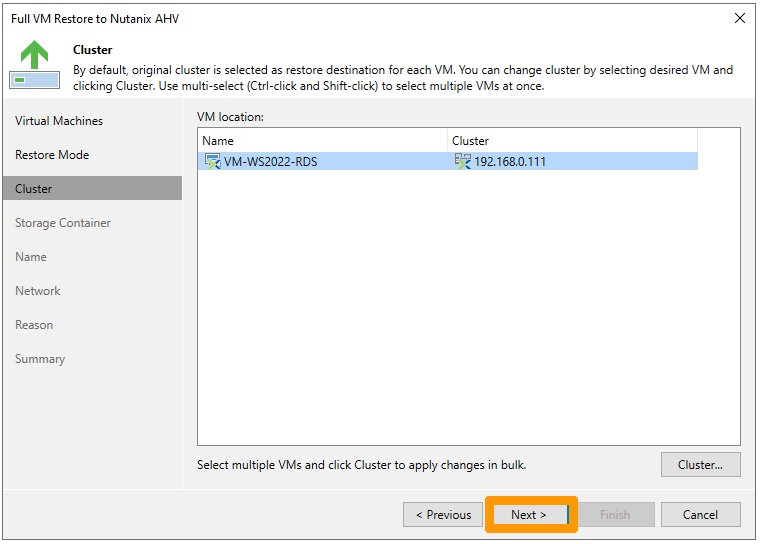 Full VM Restore to Nutanix AHV
Cluster
By default, original cluster is selected as restore destination for each VM. You can change cluster by selecting desired VM and
clicking Cluster. Use multi-select (Ctrl-click and Shift-click) to select multiple VMs at once.
Virtual Machines
Restore Mode
Cluster
Storage Container
Name
Network
Reason
Summary
VM location:
Name Cluster
VM-WS2022-RDS 192.168.0.111
Select multiple VMs and click Cluster to apply changes in bulk.
Cluster...
< Previous Next > Finish Cancel